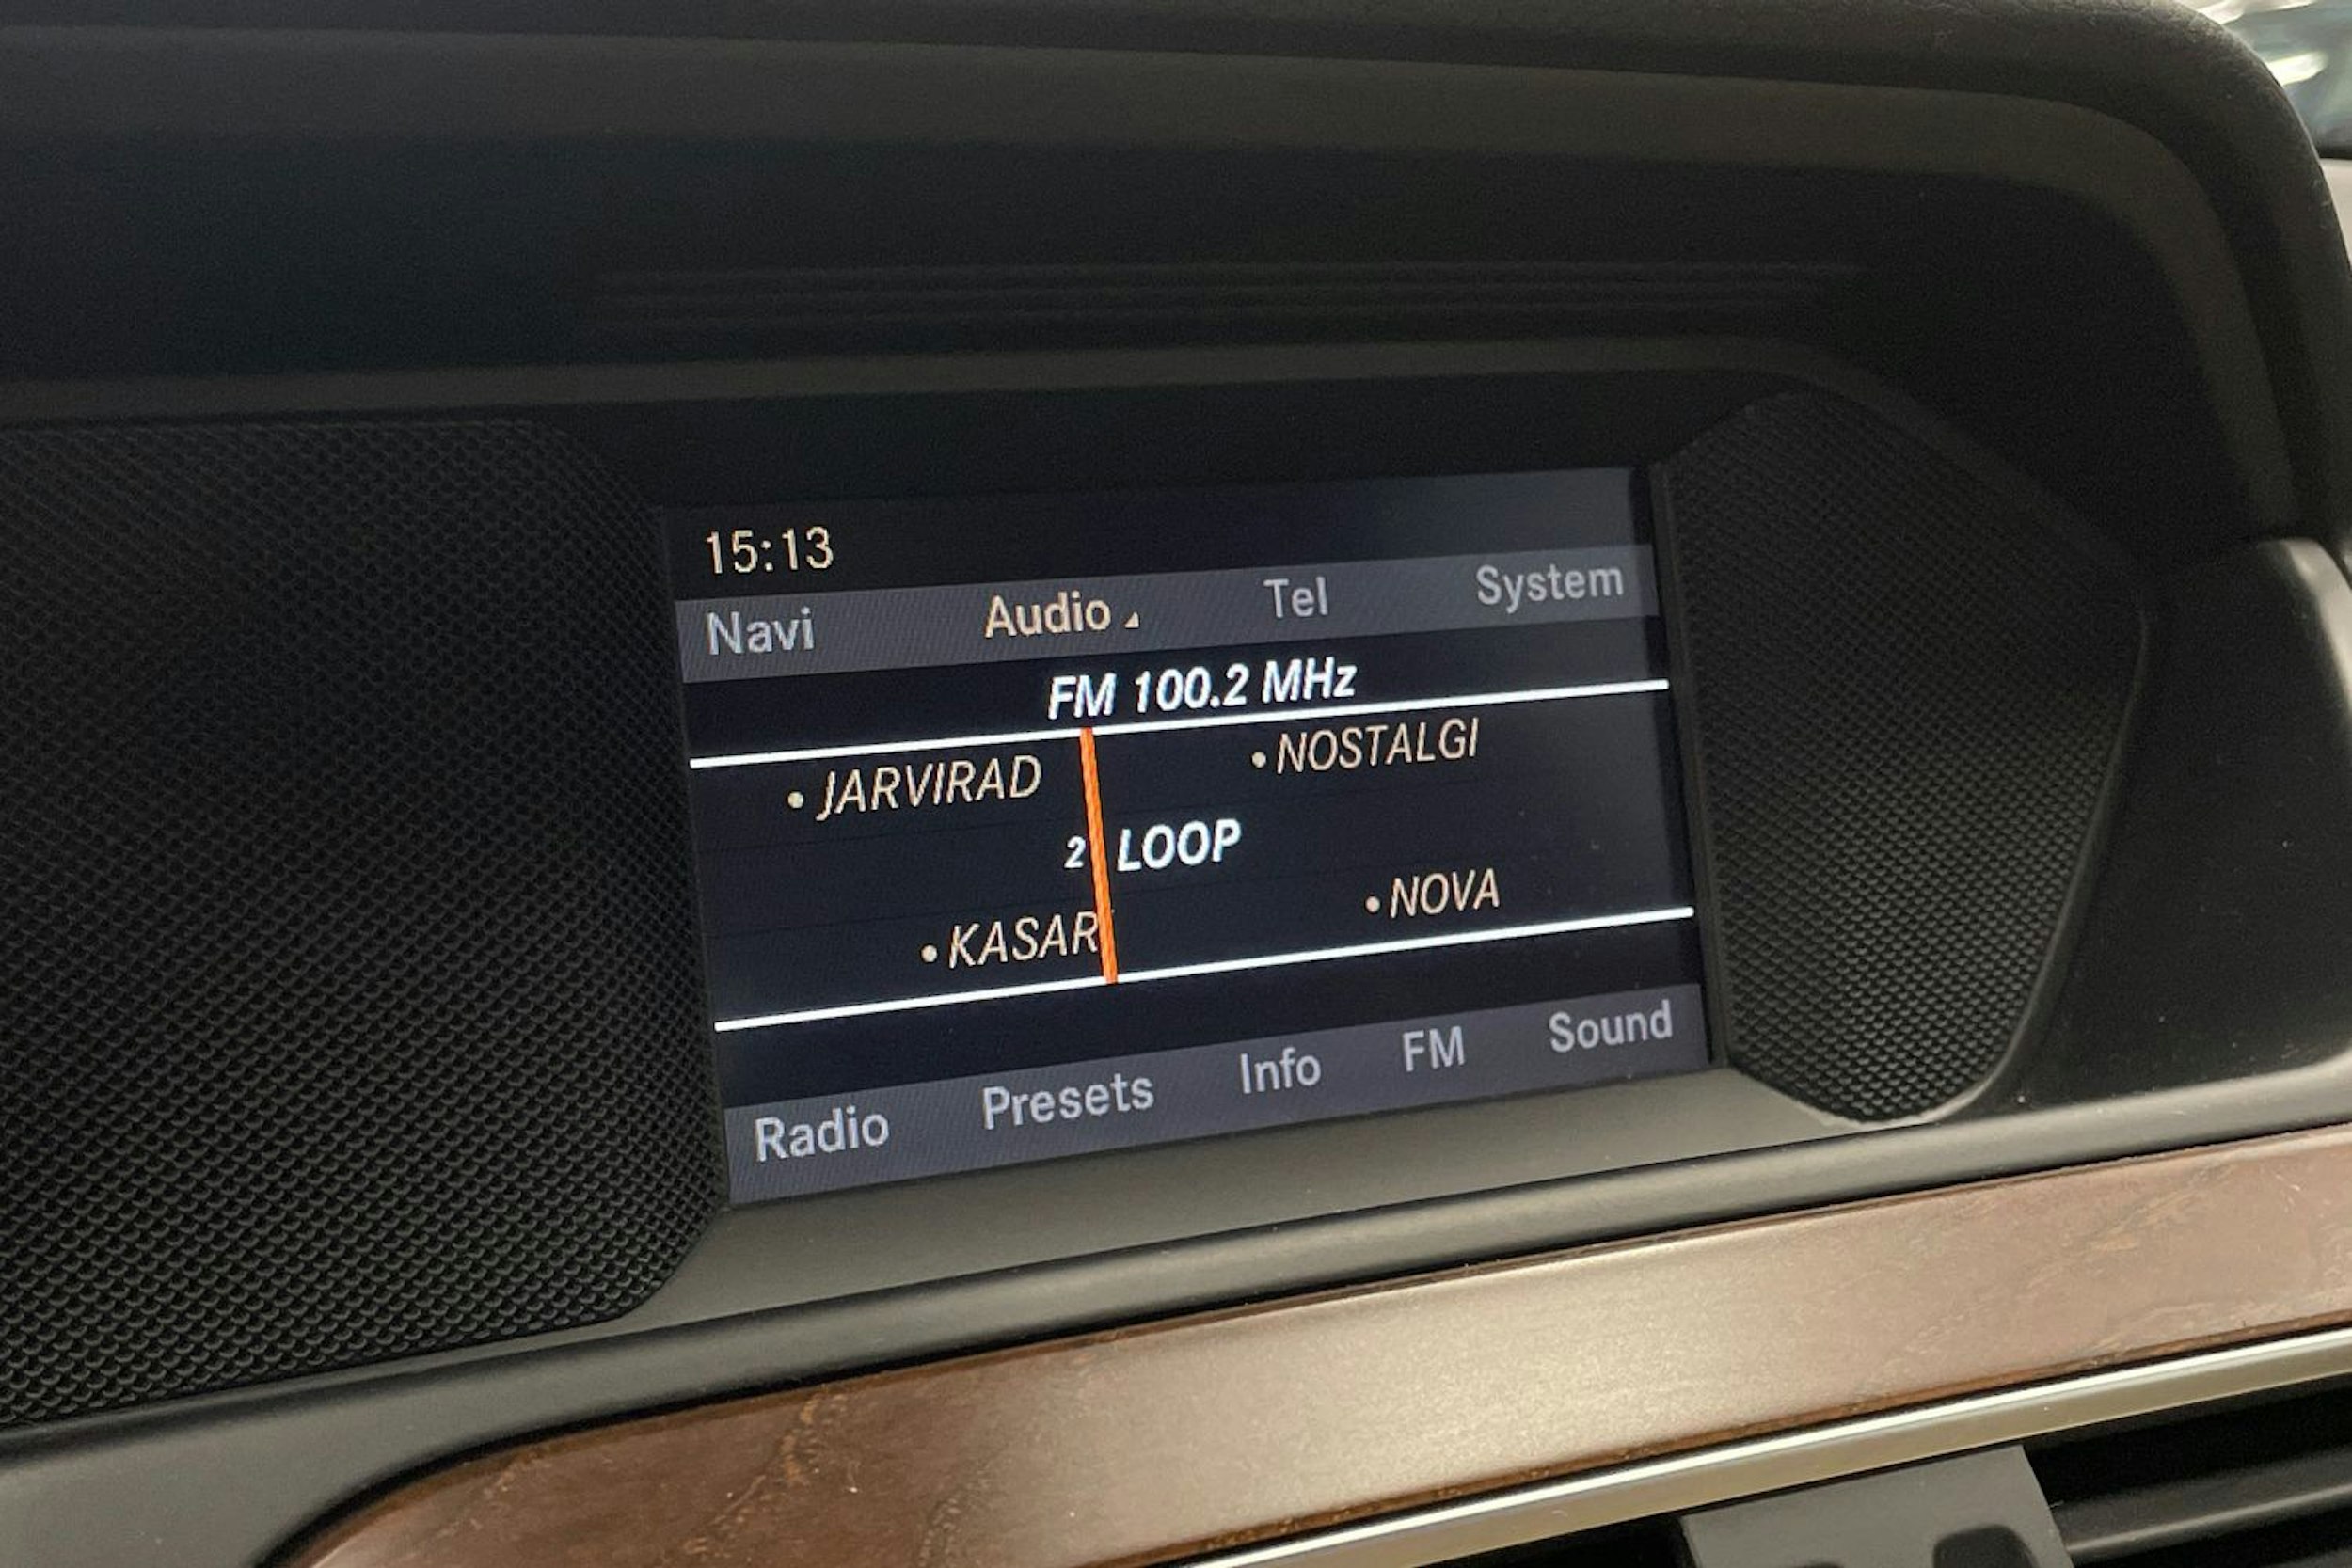 15:13
Navi Audio Tel System
FM 100.2 MHz
• JARVIRAD • NOSTALGI
2 LOOP
• KASAR • NOVA
Radio Presets Info FM Sound